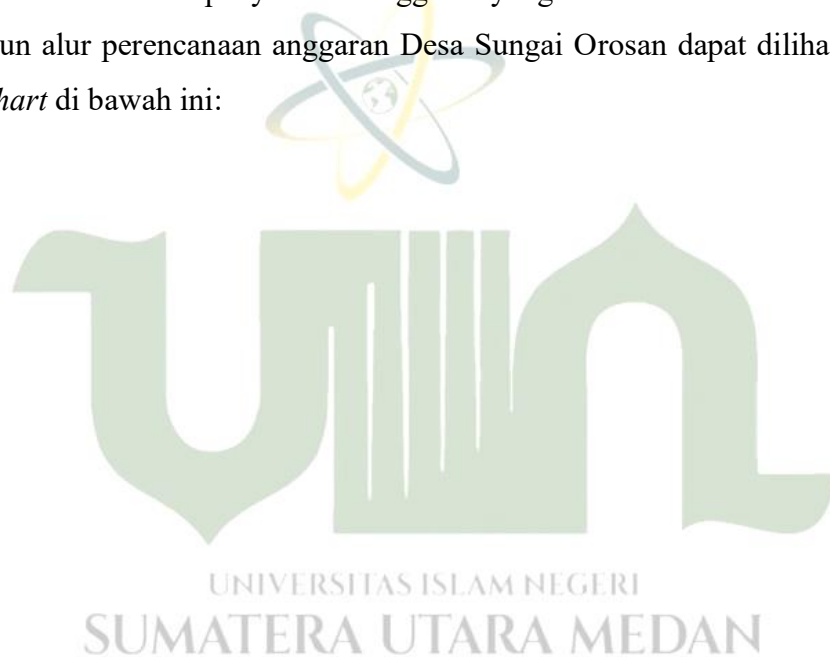 un alur perencanaan anggaran Desa Sungai Orosan dapat diliha
hart di bawah ini:
UIN
UNIVERSITAS ISLAM NEGERI
SUMATERA UTARA MEDAN